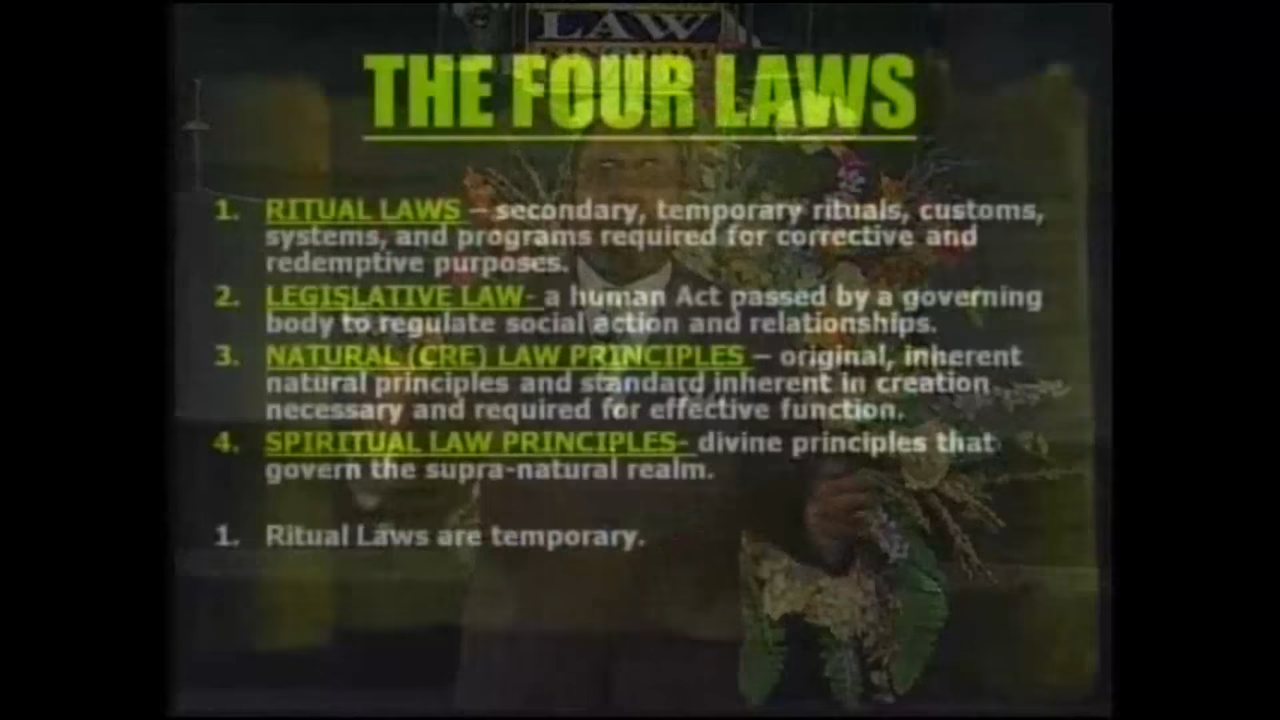 LAW
THE FOUR LAWS
1. RITUAL LAWS – secondary, temporary rituals, customs,
systems, and programs required for corrective and
redemptive purposes.
2. LEGISLATIVE LAW- a human Act passed by a governing
body to regulate social action and relationships.
3. NATURAL (CRE) LAW PRINCIPLES – original, inherent
natural principles and standard inherent in creation
necessary and required for effective function.
4. SPIRITUAL LAW PRINCIPLES- divine principles that
govern the supra-natural realm.
1. Ritual Laws are temporary.